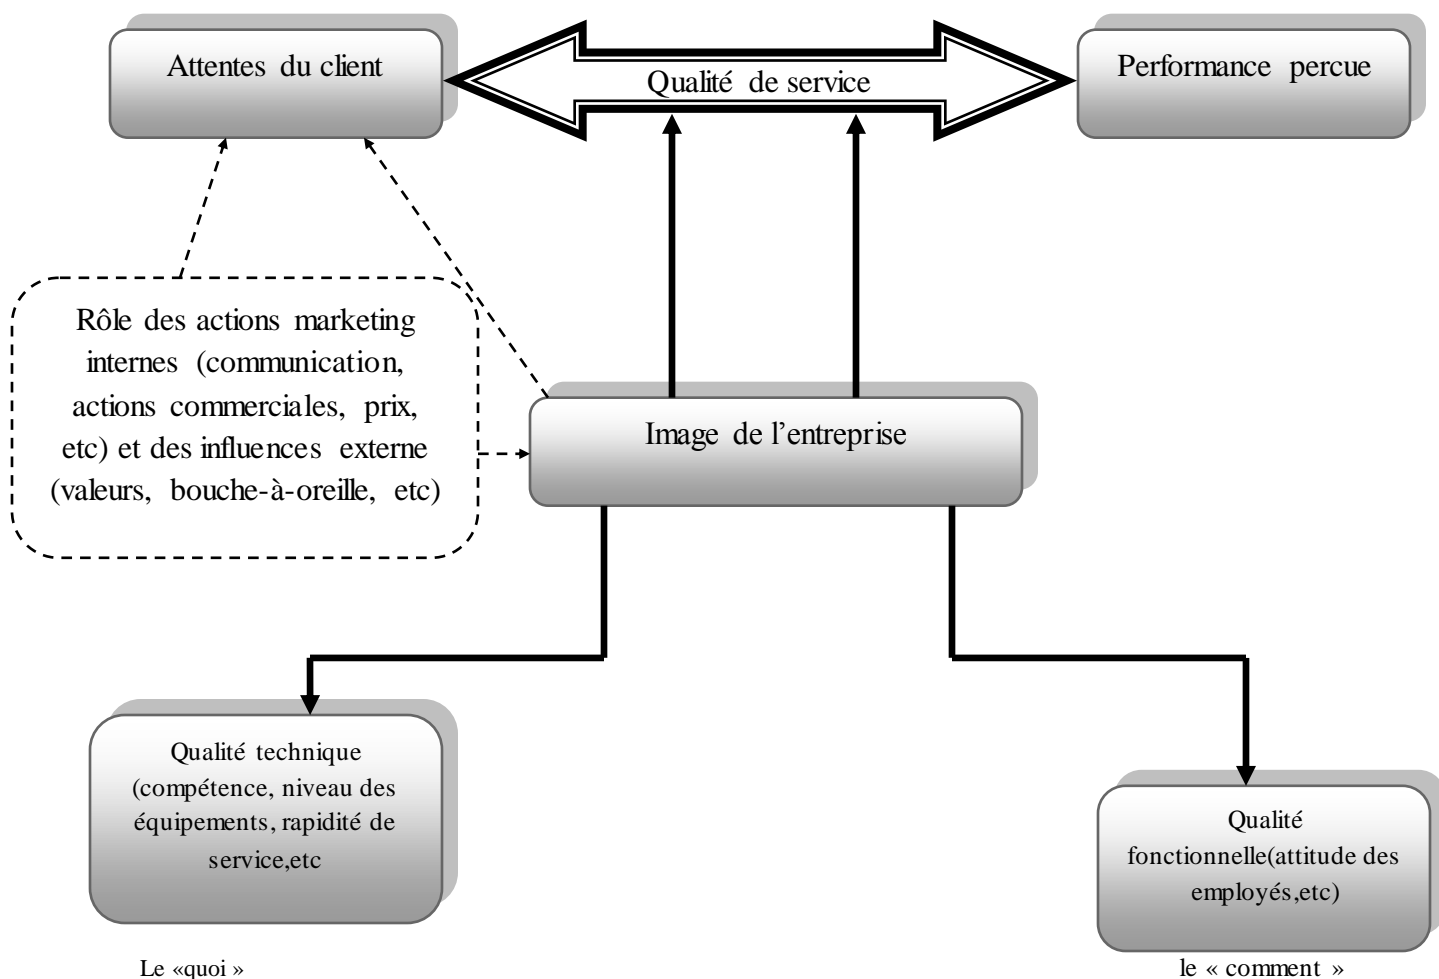 Attentes du client
Qualité de service
Performance percue
Rôle des actions marketing
internes (communication,
actions commerciales, prix,
etc) et des influences externe
(valeurs, bouche-à-oreille, etc)
Image de l’entreprise
Qualité technique
(compétence, niveau des
équipements, rapidité de
service,etc
Qualité
fonctionnelle(attitude des
employés,etc)
Le «quoi »
le « comment »